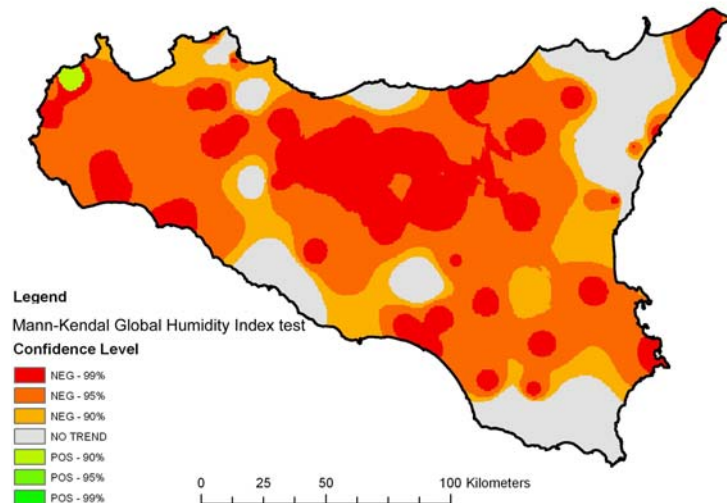 Legend
Mann-Kendal Global Humidity Index test
Confidence Level
NEG - 99%
NEG - 95%
NEG - 90%
NO TREND
POS - 90%
POS - 95%
POS - 99%
0 25 50 100 Kilometers